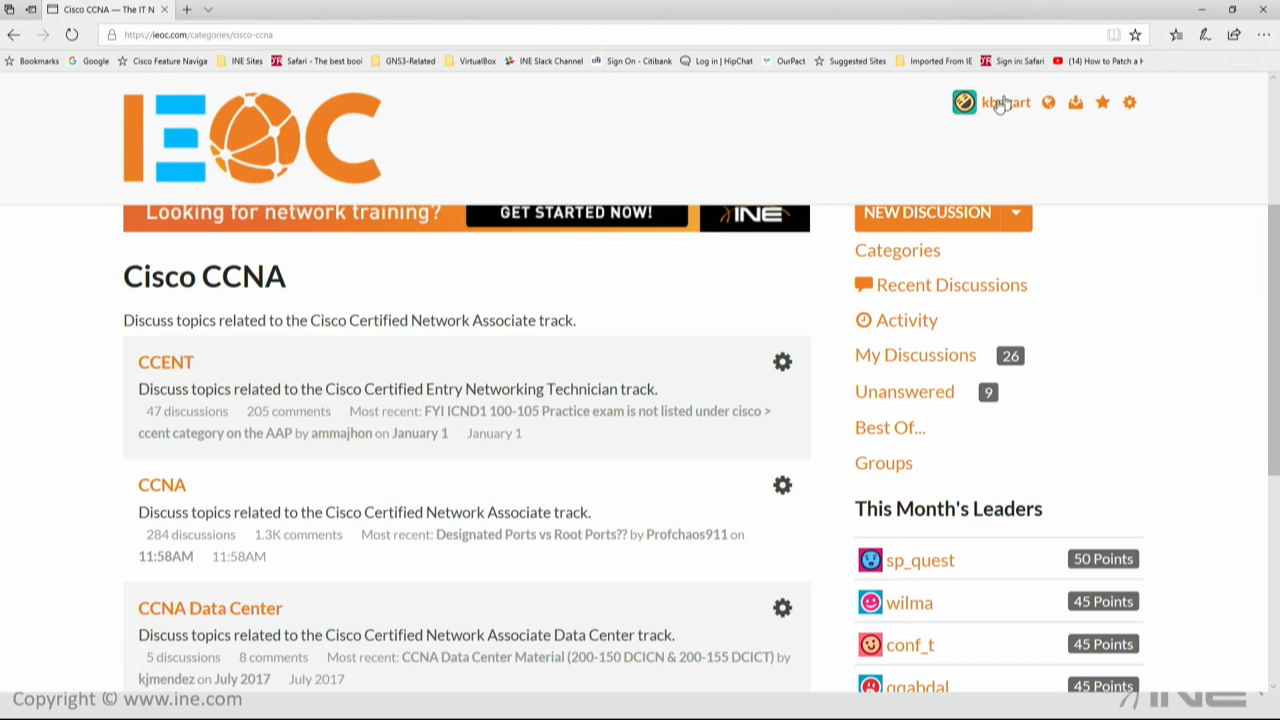 Cisco CCNA — The IT N
https://ieoc.com/categories/cisco-ccna
Bookmarks Google Cisco Feature Naviga INE Sites Safari - The best bool GNS3-Related VirtualBox INE Slack Channel Sign On - Citibank Log in | HipChat OurPact Suggested Sites Imported From IE Sign in: Safari (14) How to Patch a H
IEOC
Looking for network training? GET STARTED NOW! INE
NEW DISCUSSION
Categories
Recent Discussions
Activity
My Discussions 26
Unanswered 9
Best Of...
Groups
Cisco CCNA
Discuss topics related to the Cisco Certified Network Associate track.
CCENT
Discuss topics related to the Cisco Certified Entry Networking Technician track.
47 discussions 205 comments Most recent: FYI ICND1 100-105 Practice exam is not listed under cisco >
ccent category on the AAP by ammajhon on January 1 January 1
CCNA
Discuss topics related to the Cisco Certified Network Associate track.
284 discussions 1.3K comments Most recent: Designated Ports vs Root Ports?? by Profchaos911 on
11:58AM 11:58AM
CCNA Data Center
Discuss topics related to the Cisco Certified Network Associate Data Center track.
5 discussions 8 comments Most recent: CCNA Data Center Material (200-150 DCICN & 200-155 DCICT) by
kjmendez on July 2017 July 2017
This Month's Leaders
sp_quest 50 Points
wilma 45 Points
conf_t 45 Points
45 Points
Copyright © www.ine.com
INE